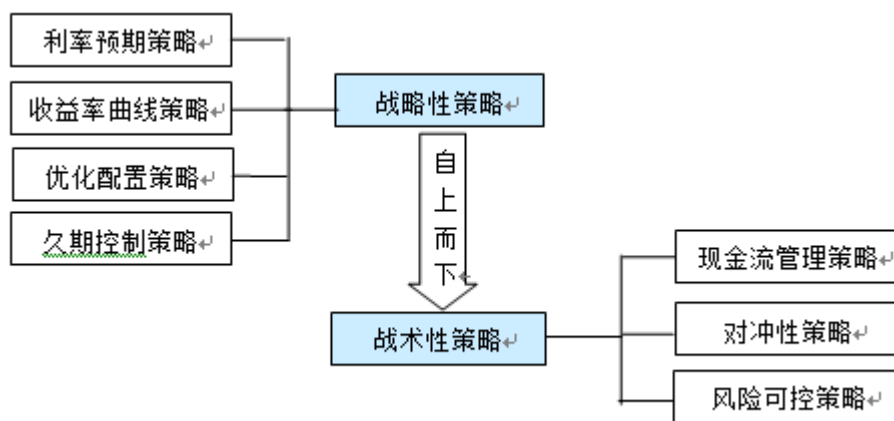 利率预期策略
收益率曲线策略
优化配置策略
久期控制策略
战略性策略
自上而下
战术性策略
现金流管理策略
对冲性策略
风险可控策略